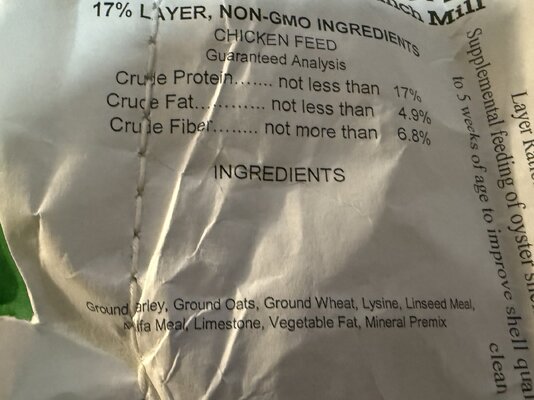 Mill
17% LAYER, NON-GMO INGREDIENTS
CHICKEN FEED
Guaranteed Analysis
Crude Protein....... not less than 17%
Crude Fat............ not less than 4.9%
Crude Fiber........ not more than 6.8%
INGREDIENTS
Ground arley, Ground Oats, Ground Wheat, Lysine, Linseed Meal,
lfa Meal, Limestone, Vegetable Fat, Mineral Premix
Layer
Supplemental feeding of oyster
to 5 weeks of age to improve shell
clean